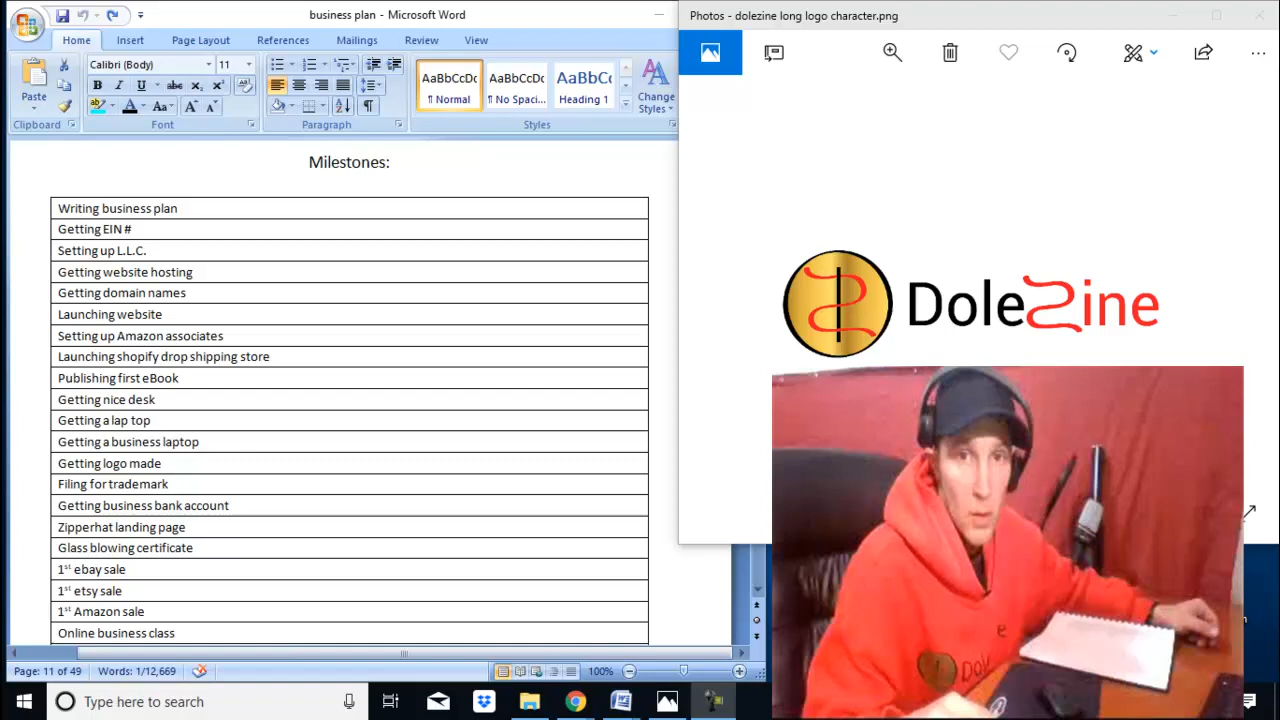 business plan - Microsoft Word
Home Insert Page Layout References Mailings Review View
Calibri (Body) 11
AaBbCcDc AaBbCcDc AaBbCc
Paste
B I U abc x₂ x² Aa
¶ Normal ¶ No Spaci... Heading 1
Change Styles
Clipboard Font Paragraph Styles
Milestones:
Writing business plan
Getting EIN #
Setting up L.L.C.
Getting website hosting
Getting domain names
Launching website
Setting up Amazon associates
Launching shopify drop shipping store
Publishing first eBook
Getting nice desk
Getting a lap top
Getting a business laptop
Getting logo made
Filing for trademark
Getting business bank account
Zipperhat landing page
Glass blowing certificate
1st ebay sale
1st etsy sale
1st Amazon sale
Online business class
Page: 11 of 49 Words: 1/12,669 100%
Type here to search
Photos - dolezine long logo character.png
DoleZine